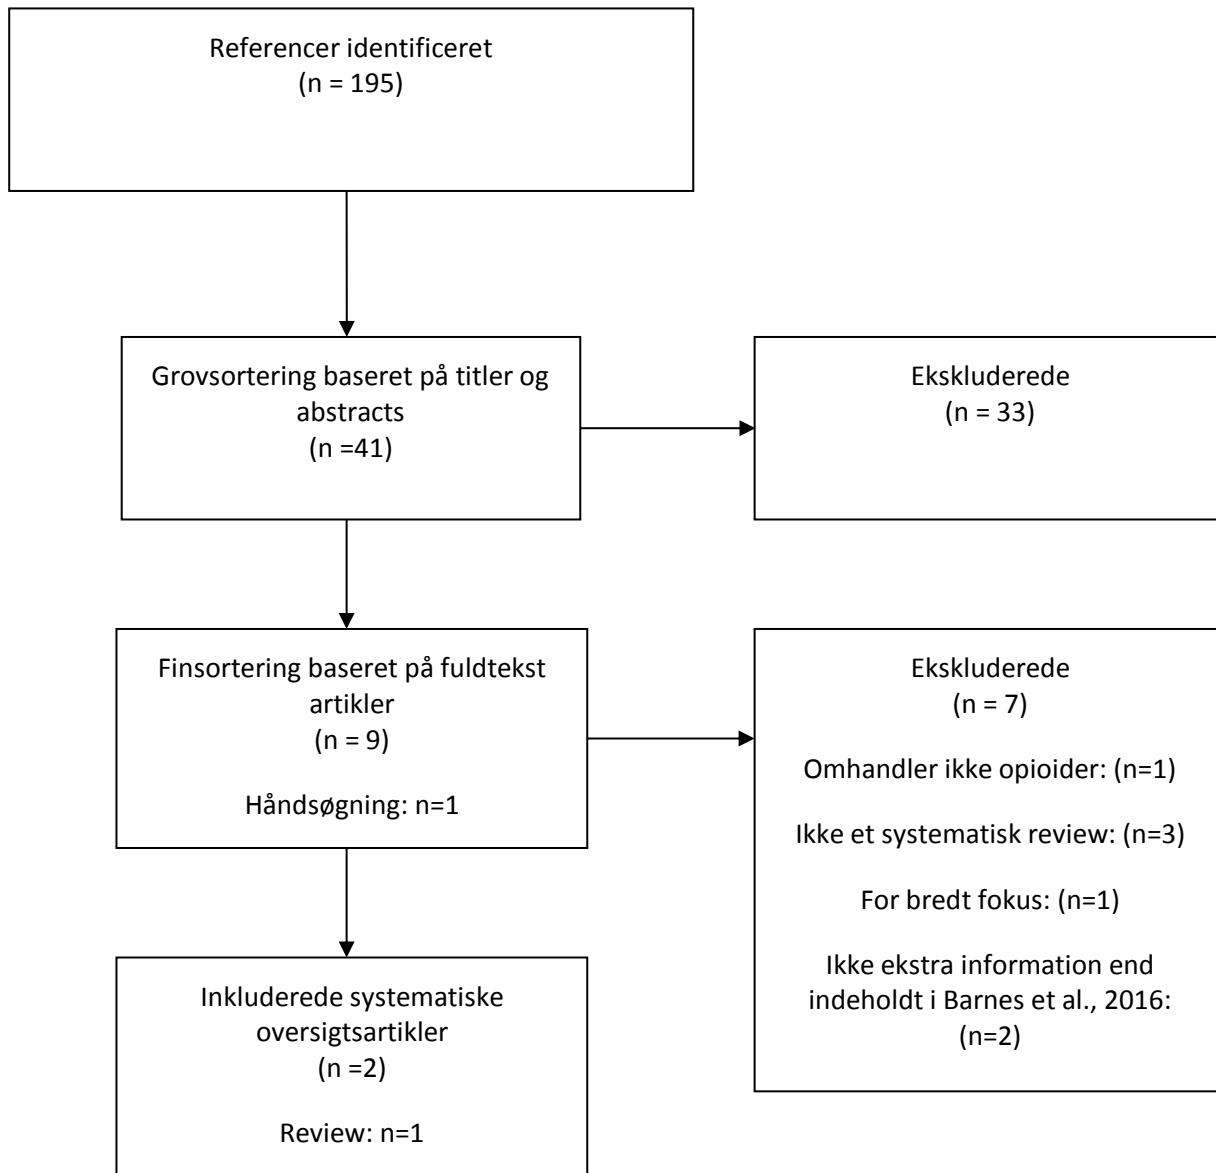 Referencer identificeret
(n = 195)
Grovsortering baseret på titler og
abstracts
(n =41)
Ekskluderede
(n = 33)
Finsortering baseret på fuldtekst
artikler
(n = 9)
Håndsøgning: n=1
Ekskluderede
(n = 7)
Omhandler ikke opioider: (n=1)
Ikke et systematisk review: (n=3)
For bredt fokus: (n=1)
Ikke ekstra information end
indeholdt i Barnes et al., 2016:
(n=2)
Inkluderede systematiske
oversigtsartikler
(n =2)
Review: n=1